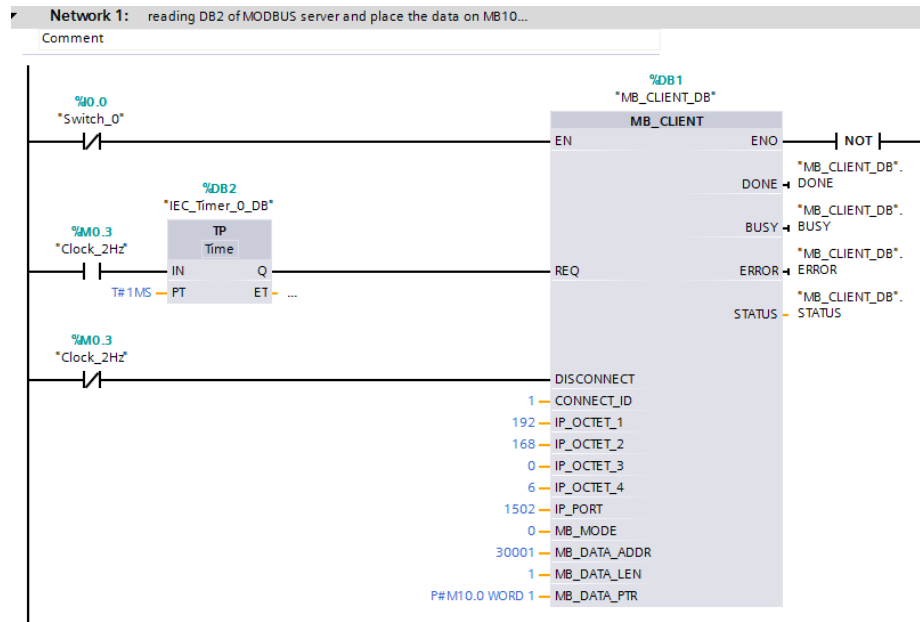 Network 1: reading DB2 of MODBUS server and place the data on MB10...
Comment
%DB1
"MB_CLIENT_DB"
%I0.0
"Switch_0"
MB_CLIENT
EN ENO NOT
"MB_CLIENT_DB".
DONE DONE
%DB2
"IEC_Timer_0_DB"
"MB_CLIENT_DB".
BUSY BUSY
%M0.3
"Clock_2Hz"
TP
Time
"MB_CLIENT_DB".
IN Q REQ ERROR ERROR
T#1MS PT ET ...
"MB_CLIENT_DB".
STATUS STATUS
%M0.3
"Clock_2Hz"
DISCONNECT
1 CONNECT_ID
192 IP_OCTET_1
168 IP_OCTET_2
0 IP_OCTET_3
6 IP_OCTET_4
1502 IP_PORT
0 MB_MODE
30001 MB_DATA_ADDR
1 MB_DATA_LEN
P#M10.0 WORD 1 MB_DATA_PTR